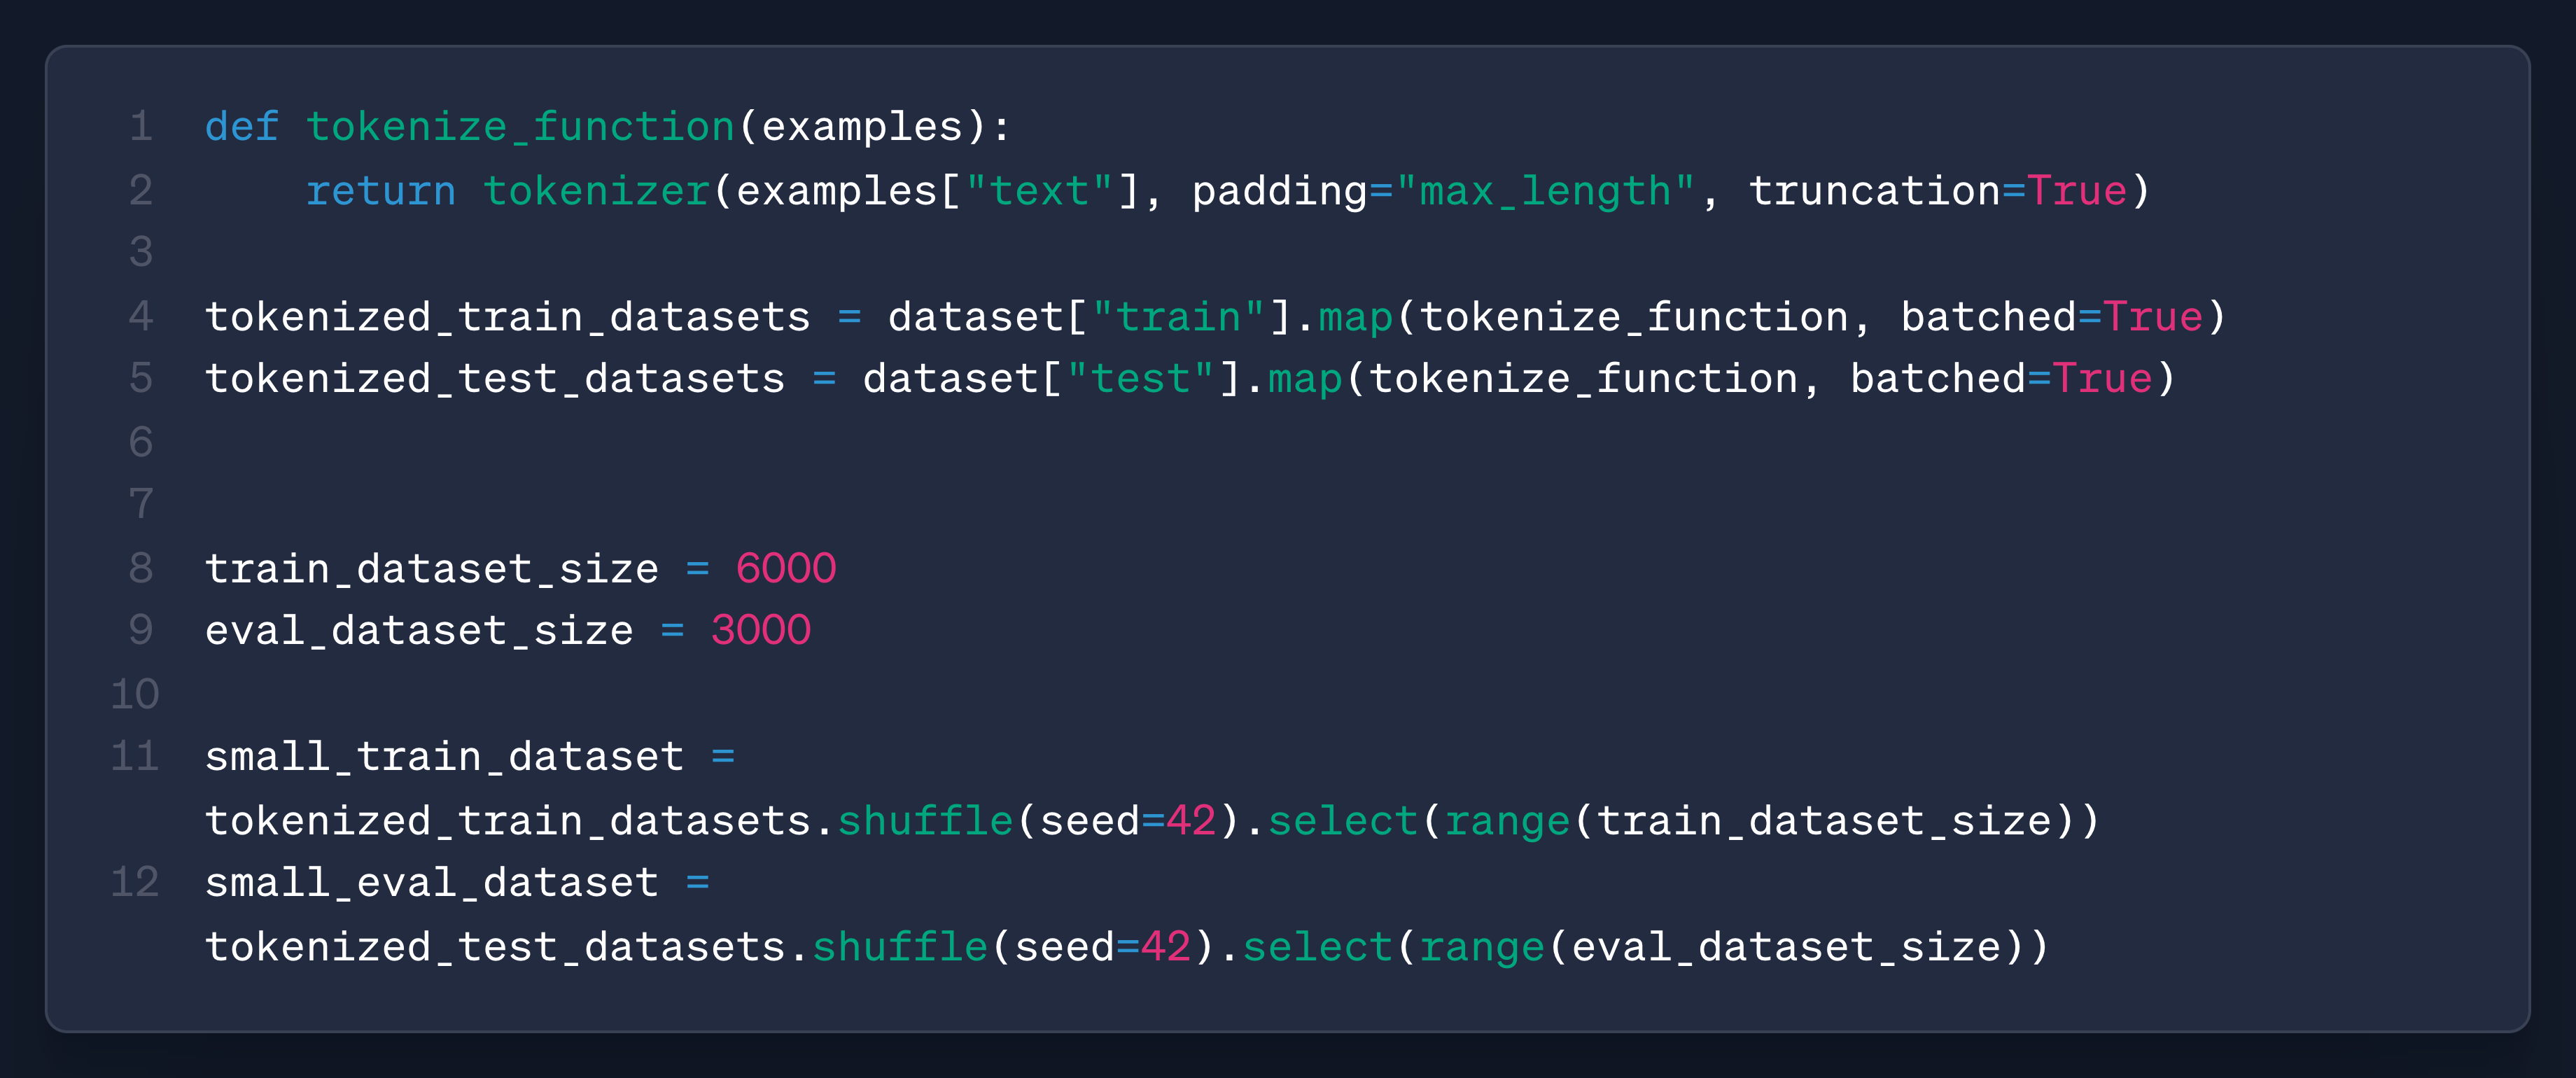 1 def tokenize_function(examples):
2     return tokenizer(examples["text"], padding="max_length", truncation=True)
3
4 tokenized_train_datasets = dataset["train"].map(tokenize_function, batched=True)
5 tokenized_test_datasets = dataset["test"].map(tokenize_function, batched=True)
6
7
8 train_dataset_size = 6000
9 eval_dataset_size = 3000
10
11 small_train_dataset =
tokenized_train_datasets.shuffle(seed=42).select(range(train_dataset_size))
12 small_eval_dataset =
tokenized_test_datasets.shuffle(seed=42).select(range(eval_dataset_size))